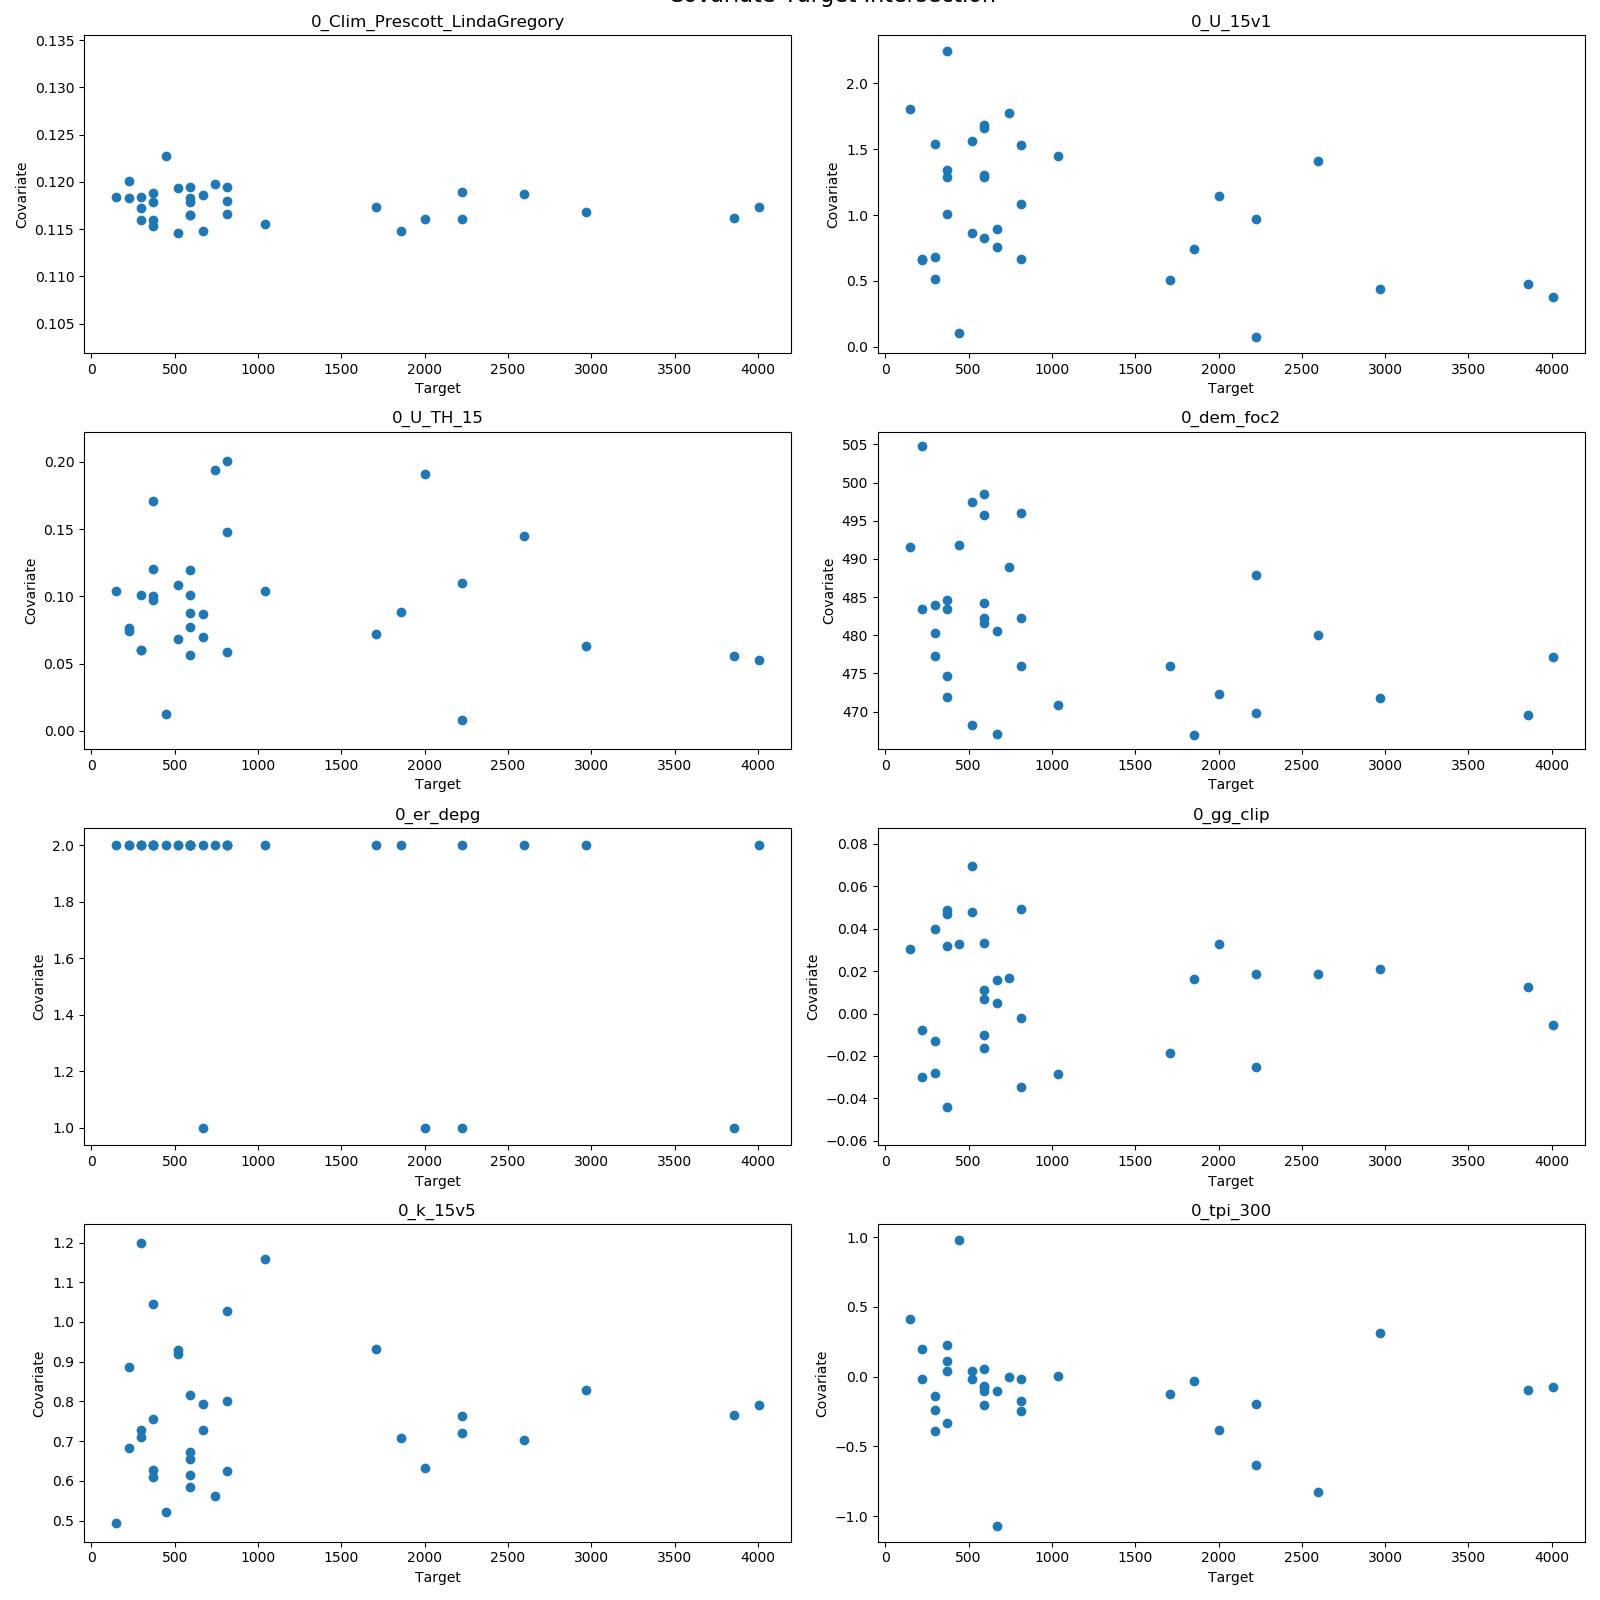 Covariate Target Intersection
0_Clim_Prescott_LindaGregory
0.135
0.130
0.125
0.120
0.115
0.110
0.105
Covariate
0 500 1000 1500 2000 2500 3000 3500 4000
Target
0_U_15v1
2.0
1.5
1.0
0.5
0.0
Covariate
0 500 1000 1500 2000 2500 3000 3500 4000
Target
0_U_TH_15
0.20
0.15
0.10
0.05
0.00
Covariate
0 500 1000 1500 2000 2500 3000 3500 4000
Target
0_dem_foc2
505
500
495
490
485
480
475
470
Covariate
0 500 1000 1500 2000 2500 3000 3500 4000
Target
0_er_depg
2.0
1.8
1.6
1.4
1.2
1.0
Covariate
0 500 1000 1500 2000 2500 3000 3500 4000
Target
0_gg_clip
0.08
0.06
0.04
0.02
0.00
−0.02
−0.04
−0.06
Covariate
0 500 1000 1500 2000 2500 3000 3500 4000
Target
0_k_15v5
1.2
1.1
1.0
0.9
0.8
0.7
0.6
0.5
Covariate
0 500 1000 1500 2000 2500 3000 3500 4000
Target
0_tpi_300
1.0
0.5
0.0
−0.5
−1.0
Covariate
0 500 1000 1500 2000 2500 3000 3500 4000
Target